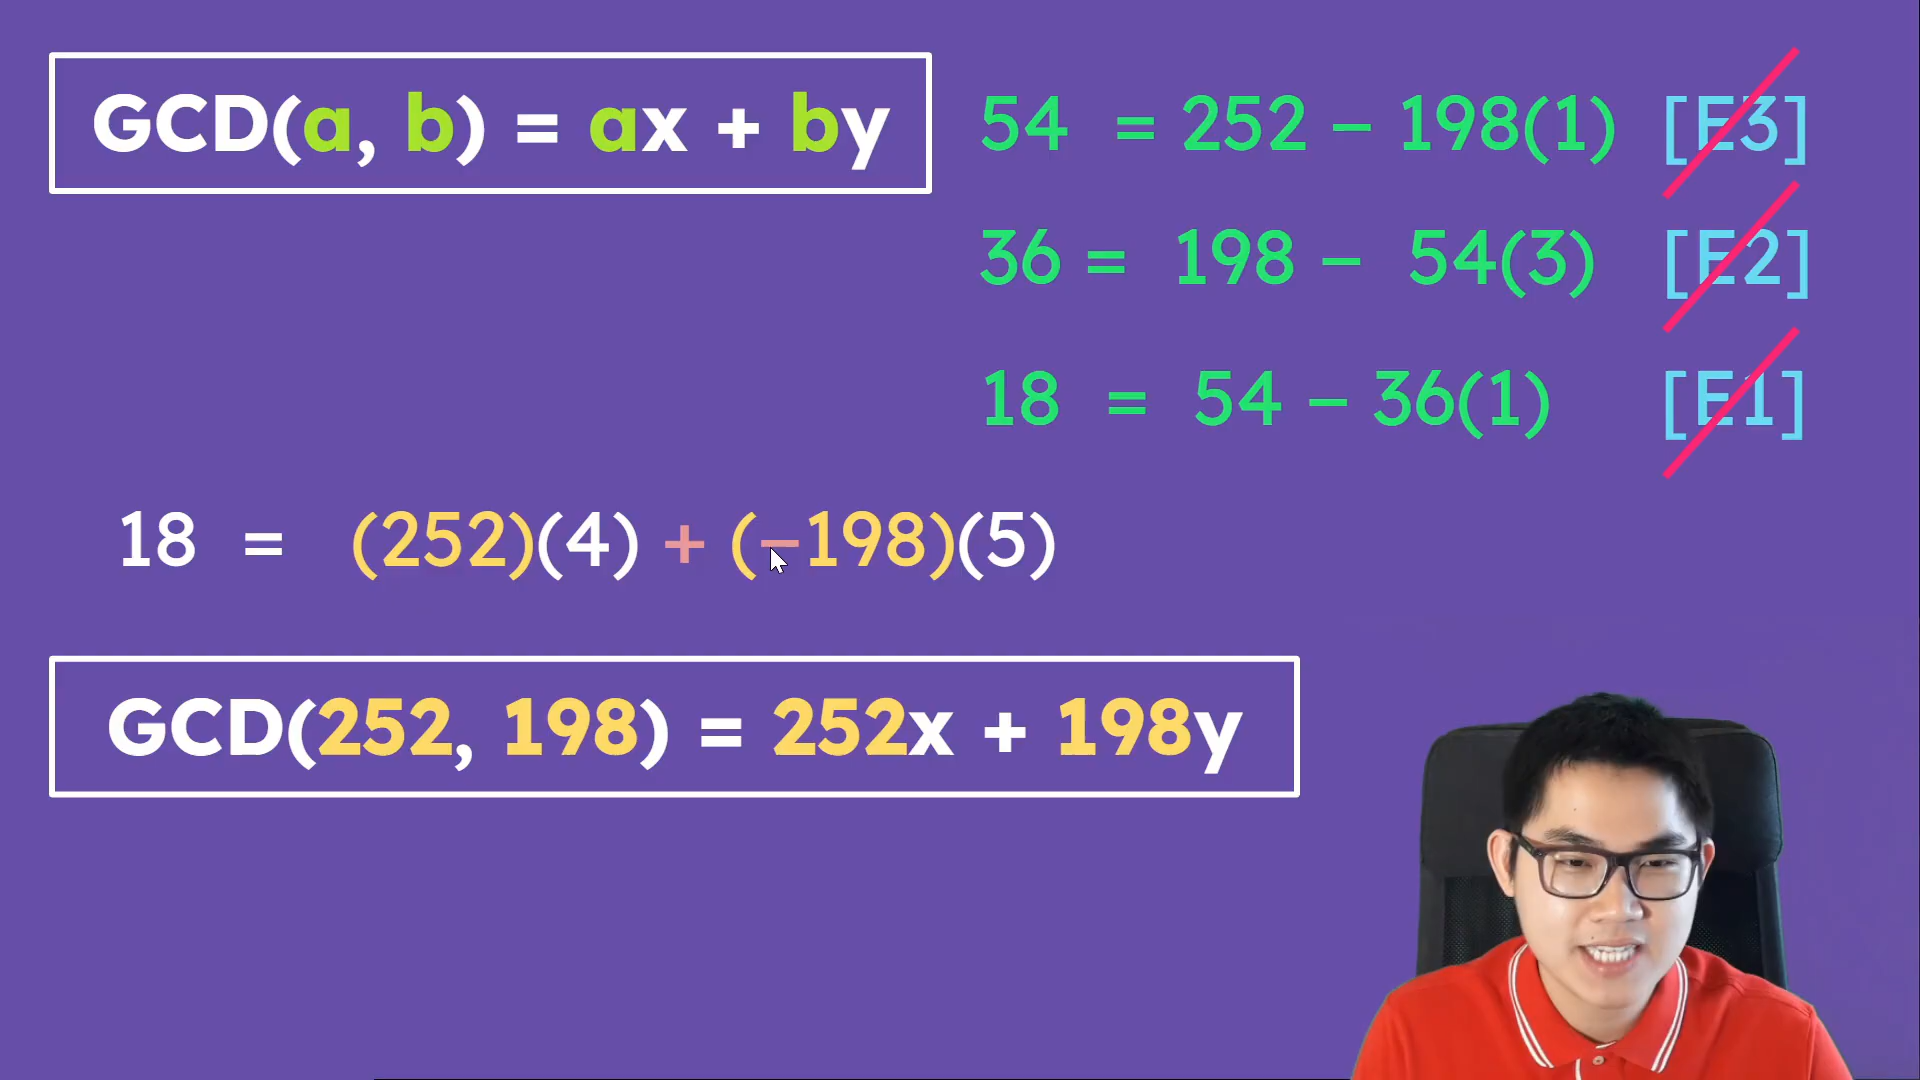 GCD(a, b) = ax + by
54 = 252 − 198(1) [E3]
36 = 198 − 54(3) [E2]
18 = 54 − 36(1) [E1]
18 = (252)(4) + (−198)(5)
GCD(252, 198) = 252x + 198y